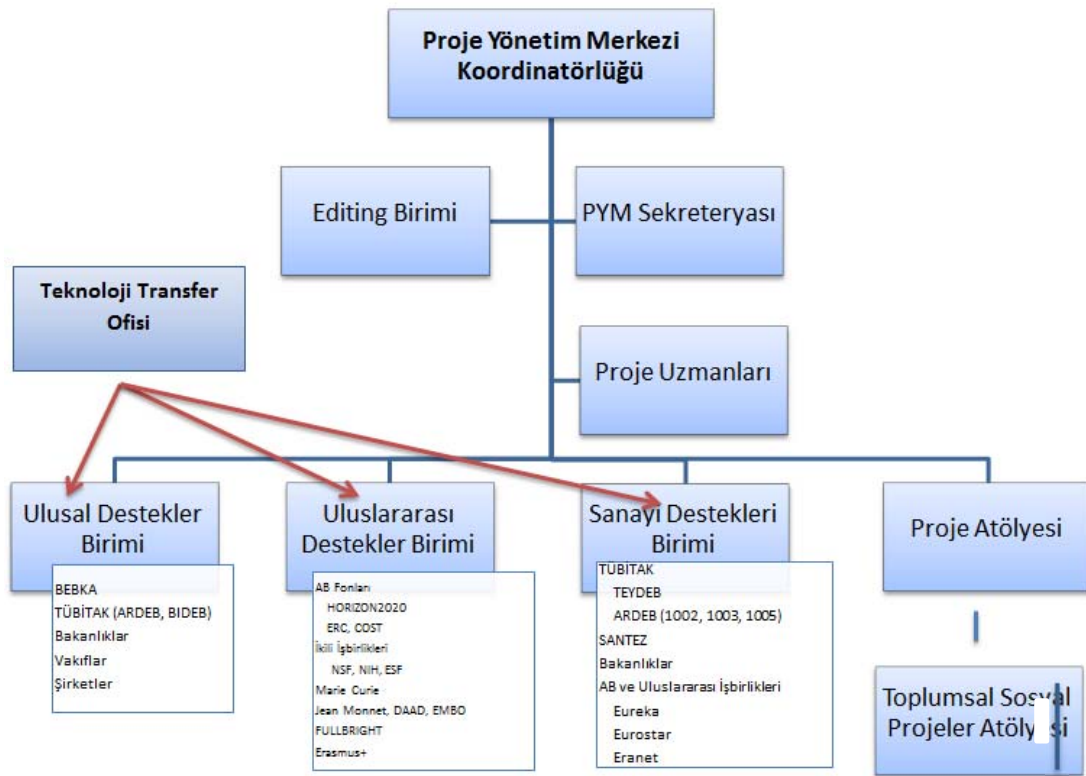 Proje Yönetim Merkezi
Koordinatörlüğü
Editing Birimi
PYM Sekreteryası
Teknoloji Transfer
Ofisi
Proje Uzmanları
Ulusal Destekler
Birimi
BEBKA
TÜBİTAK (ARDEB, BIDEB)
Bakanlıklar
Vakıflar
Şirketler
Uluslararası
Destekler Birimi
AB Fonları
HORIZON2020
ERC, COST
İkili İşbirlikleri
NSF, NIH, ESF
Marie Curie
Jean Monnet, DAAD, EMBO
FULLBRIGHT
Erasmus+
Sanayi Destekleri
Birimi
TÜBİTAK
TEYDEB
ARDEB (1002, 1003, 1005)
SANTEZ
Bakanlıklar
AB ve Uluslararası İşbirlikleri
Eureka
Eurostar
Eranet
Proje Atölyesi
Toplumsal Sosyal
Projeler Atölyesi